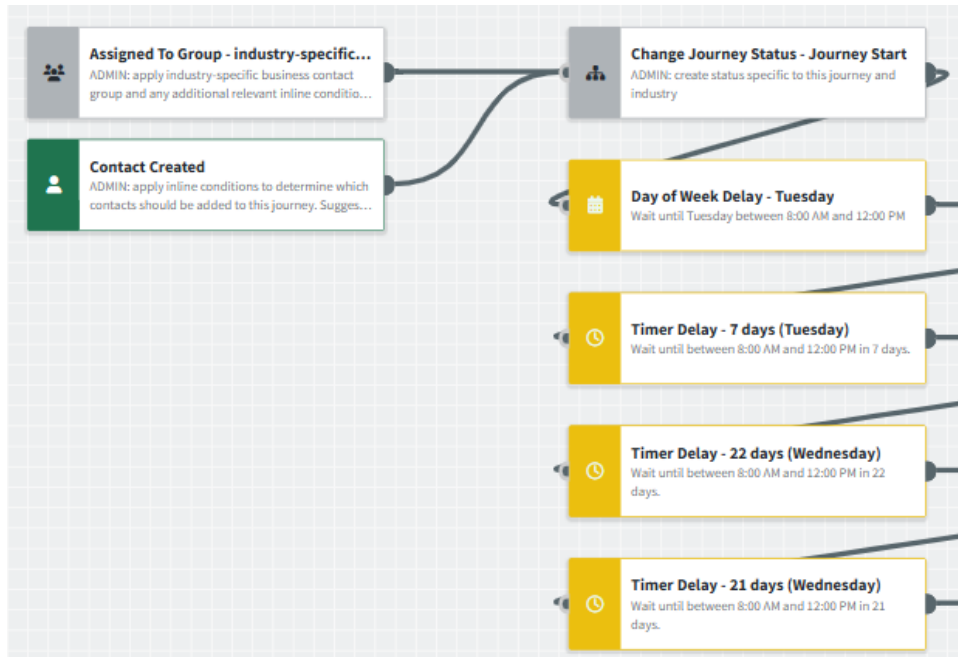 Assigned To Group - industry-specific...
ADMIN: apply industry-specific business contact
group and any additional relevant inline conditio...
Contact Created
ADMIN: apply inline conditions to determine which
contacts should be added to this journey. Sugges...
Change Journey Status - Journey Start
ADMIN: create status specific to this journey and
industry
Day of Week Delay - Tuesday
Wait until Tuesday between 8:00 AM and 12:00 PM
Timer Delay - 7 days (Tuesday)
Wait until between 8:00 AM and 12:00 PM in 7 days.
Timer Delay - 22 days (Wednesday)
Wait until between 8:00 AM and 12:00 PM in 22
days.
Timer Delay - 21 days (Wednesday)
Wait until between 8:00 AM and 12:00 PM in 21
days.